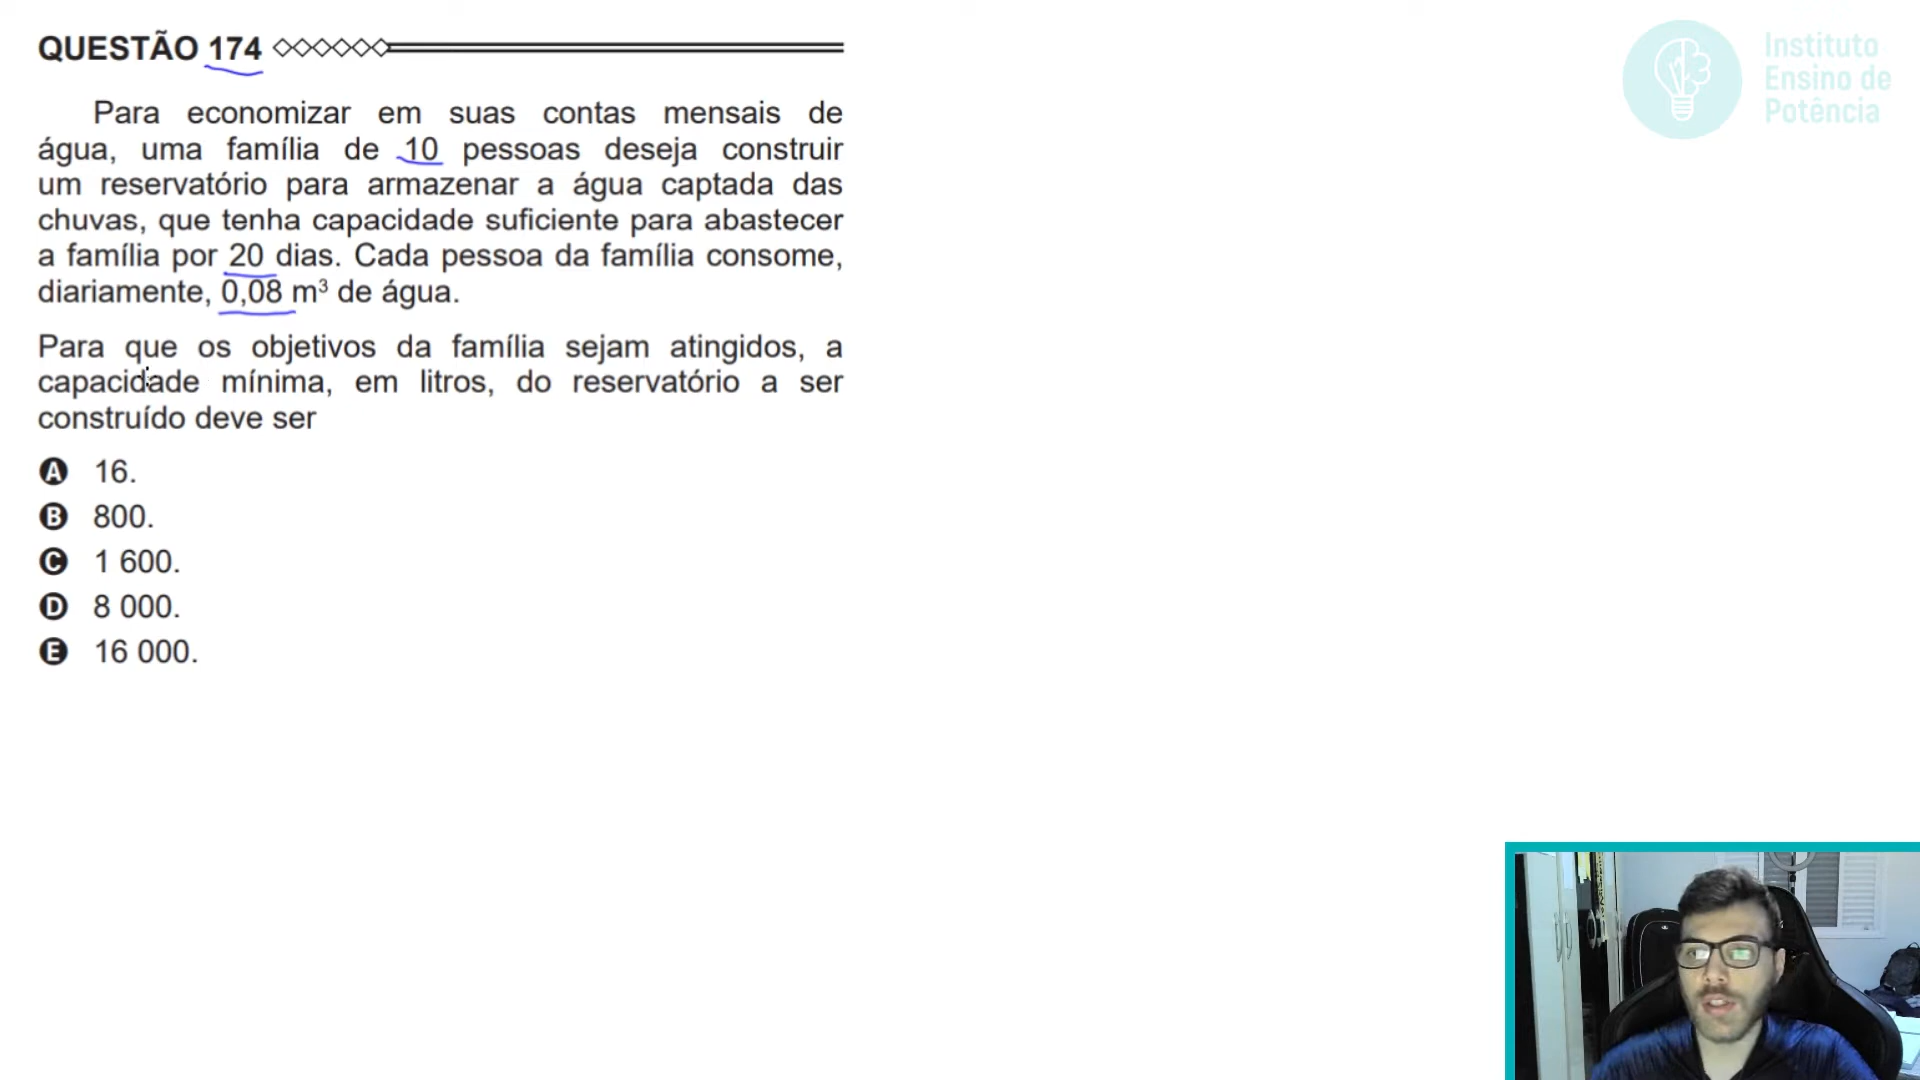 QUESTÃO 174
Instituto
Ensino de
Potência
Para economizar em suas contas mensais de
água, uma família de 10 pessoas deseja construir
um reservatório para armazenar a água captada das
chuvas, que tenha capacidade suficiente para abastecer
a família por 20 dias. Cada pessoa da família consome,
diariamente, 0,08 m³ de água.
Para que os objetivos da família sejam atingidos, a
capacidade mínima, em litros, do reservatório a ser
construído deve ser
A 16.
B 800.
C 1 600.
D 8 000.
E 16 000.